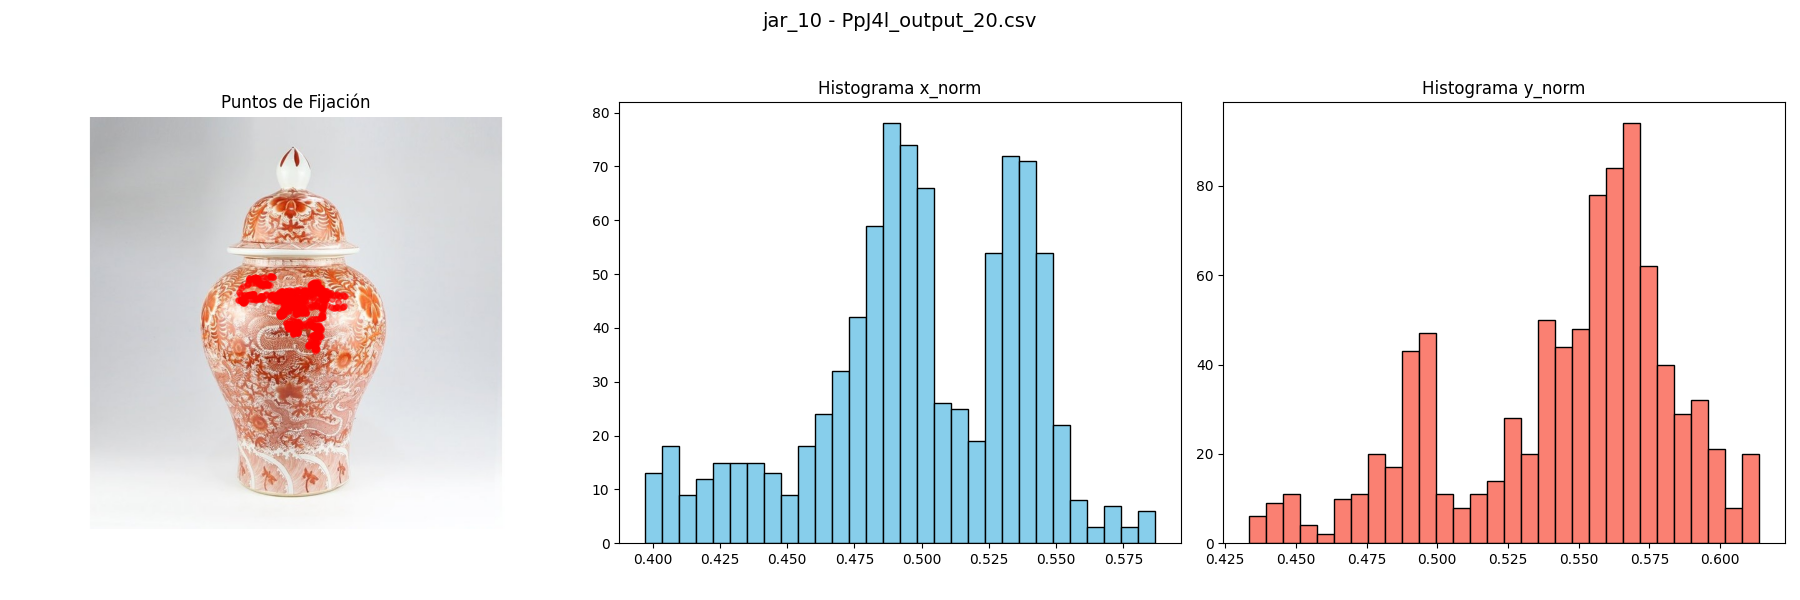 jar_10 - PpJ4l_output_20.csv
Puntos de Fijación
Histograma x_norm
80
70
60
50
40
30
20
10
0
0.400 0.425 0.450 0.475 0.500 0.525 0.550 0.575
Histograma y_norm
80
60
40
20
0
0.425 0.450 0.475 0.500 0.525 0.550 0.575 0.600